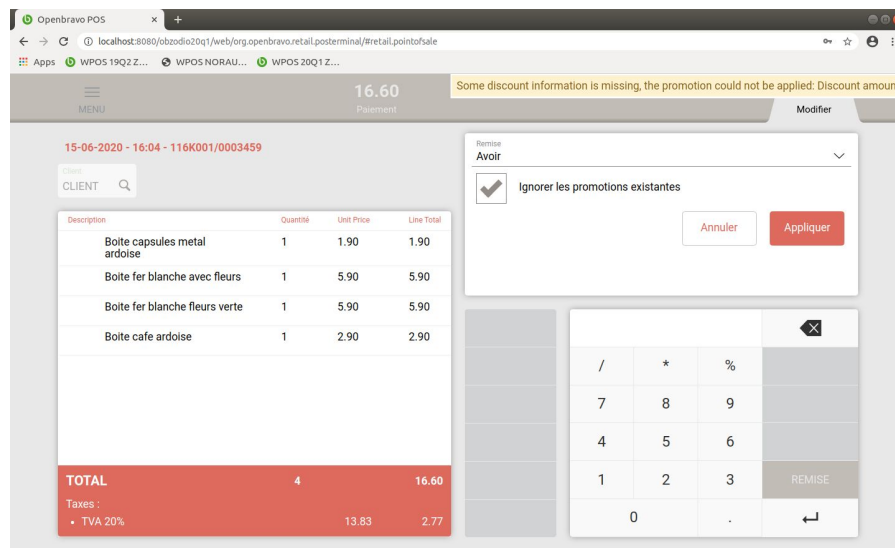 Openbravo POS
localhost:8080/obzodio20q1/web/org.openbravo.retail.posterminal/#retail.pointofsale
Apps WPOS 19Q2 Z... WPOS NORAU... WPOS 20Q1 Z...
MENU
16.60
Paiement
Some discount information is missing, the promotion could not be applied: Discount amoun
Modifier
15-06-2020 - 16:04 - 116K001/0003459
Client
CLIENT
Description Quantité Unit Price Line Total
Boite capsules metal ardoise 1 1.90 1.90
Boite fer blanche avec fleurs 1 5.90 5.90
Boite fer blanche fleurs verte 1 5.90 5.90
Boite cafe ardoise 1 2.90 2.90
TOTAL 4 16.60
Taxes :
• TVA 20% 13.83 2.77
Remise
Avoir
Ignorer les promotions existantes
Annuler Appliquer
/ * %
7 8 9
4 5 6
1 2 3 REMISE
0 .